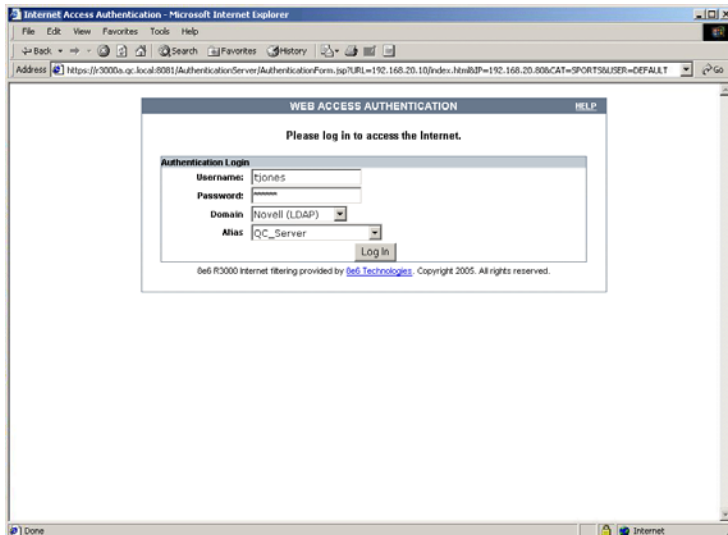 Internet Access Authentication - Microsoft Internet Explorer
File Edit View Favorites Tools Help
Back Search Favorites History
Address https://r3000a.qc.local:8081/AuthenticationServer/AuthenticationForm.jsp?URL=192.168.20.10/index.html&IP=192.168.20.80&CAT=SPORTS&USER=DEFAULT Go
WEB ACCESS AUTHENTICATION HELP
Please log in to access the Internet.
Authentication Login
Username: tjones
Password: ******
Domain Novell (LDAP)
Alias QC_Server
Log In
8e6 R3000 Internet filtering provided by 8e6 Technologies. Copyright 2005. All rights reserved.
Done Internet